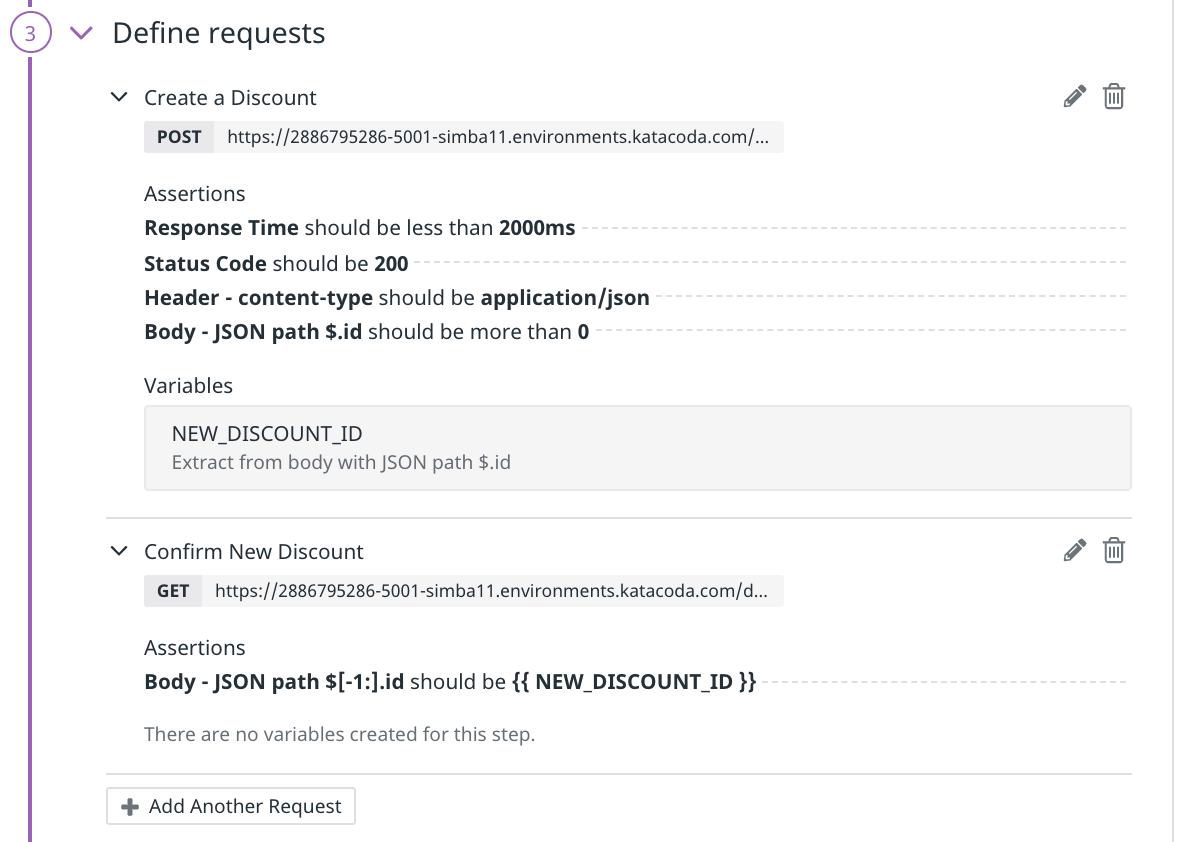 3 Define requests
Create a Discount
POST https://2886795286-5001-simba11.environments.katacoda.com/...
Assertions
Response Time should be less than 2000ms
Status Code should be 200
Header - content-type should be application/json
Body - JSON path $.id should be more than 0
Variables
NEW_DISCOUNT_ID
Extract from body with JSON path $.id
Confirm New Discount
GET https://2886795286-5001-simba11.environments.katacoda.com/d...
Assertions
Body - JSON path $[-1:].id should be {{ NEW_DISCOUNT_ID }}
There are no variables created for this step.
Add Another Request